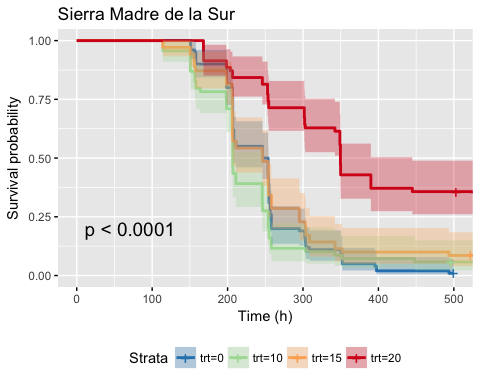 Sierra Madre de la Sur
Survival probability
1.00
0.75
0.50
0.25
0.00
p < 0.0001
0 100 200 300 400 500
Time (h)
Strata trt=0 trt=10 trt=15 trt=20